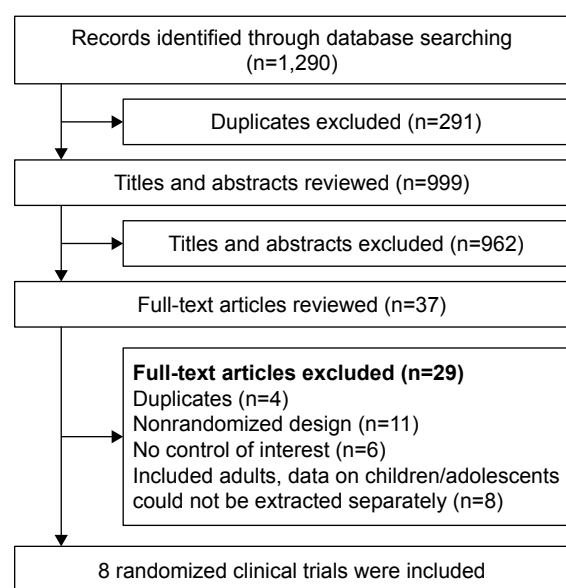 Records identified through database searching
(n=1,290)
Duplicates excluded (n=291)
Titles and abstracts reviewed (n=999)
Titles and abstracts excluded (n=962)
Full-text articles reviewed (n=37)
Full-text articles excluded (n=29)
Duplicates (n=4)
Nonrandomized design (n=11)
No control of interest (n=6)
Included adults, data on children/adolescents
could not be extracted separately (n=8)
8 randomized clinical trials were included